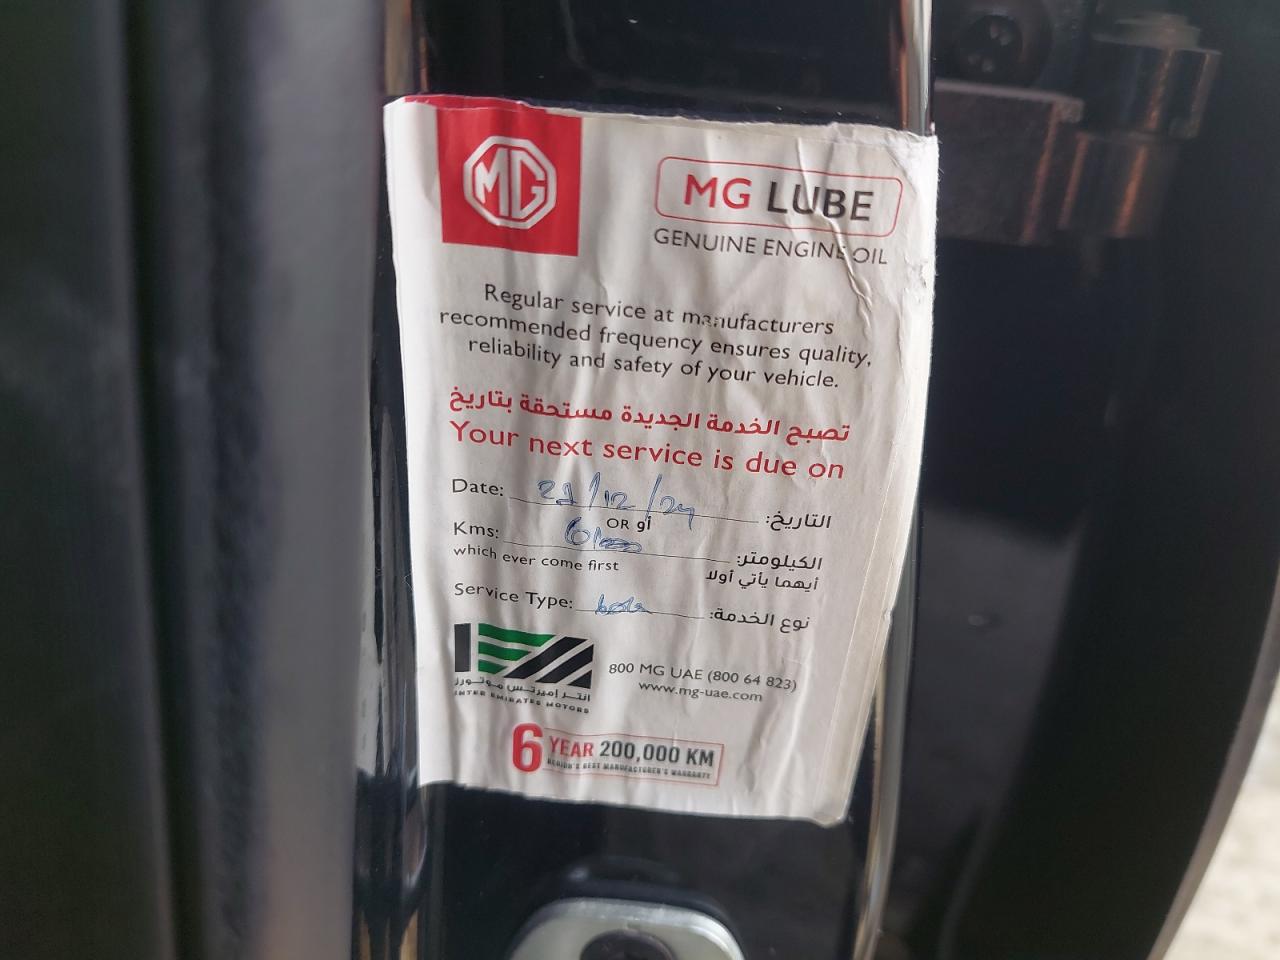 MG
MG LUBE
GENUINE ENGINE OIL
Regular service at manufacturers
recommended frequency ensures quality,
reliability and safety of your vehicle.
تصبح الخدمة الجديدة مستحقة بتاريخ
Your next service is due on
Date: 21/12/24 التاريخ:
OR أو
Kms: الكيلومتر:
which ever come first أيهما يأتي أولا
Service Type: نوع الخدمة:
انتر اميرتس موتورز
INTER EMIRATES MOTORS
800 MG UAE (800 64 823)
www.mg-uae.com
6 YEAR 200,000 KM
REGION'S BEST MANUFACTURER'S WARRANTY